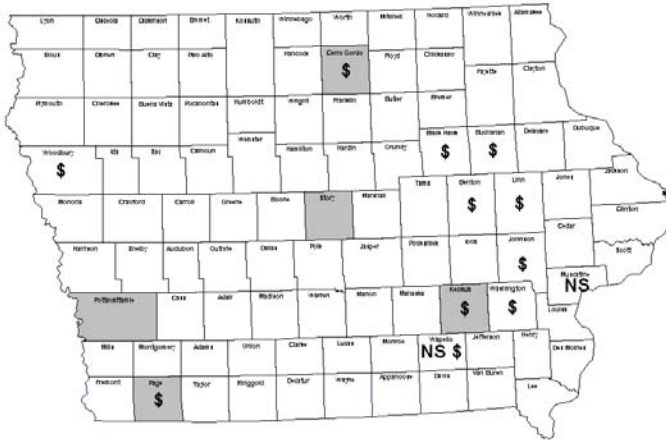 Lyon Osceola Dickinson Emmet Kossuth Winnebago Worth Mitchell Howard Winneshiek Allamakee
Sioux Obrien Clay Palo Alto Hancock Cerro Gordo Floyd Chickasaw
$
Fayette Clayton
Plymouth Cherokee Buena Vista Pocahontas Humboldt Wright Franklin Butler Bremer
Woodbury Ida Sac Calhoun Webster Hamilton Hardin Grundy Black Hawk Buchanan Delaware Dubuque
$ $ $
Monona Crawford Carroll Greene Boone Story Marshall Tama Benton Linn Jones Jackson
$ $
Clinton
Cedar
Harrison Shelby Audubon Guthrie Dallas Polk Jasper Poweshiek Iowa Johnson Scott
$
Muscatine
NS
Pottawattamie Cass Adair Madison Warren Marion Mahaska Keokuk Washington
$ $
Louisa
Mills Montgomery Adams Union Clarke Lucas Monroe Wapello Jefferson Henry Des Moines
NS $
Fremont Page Taylor Ringgold Decatur Wayne Appanoose Davis Van Buren Lee
$